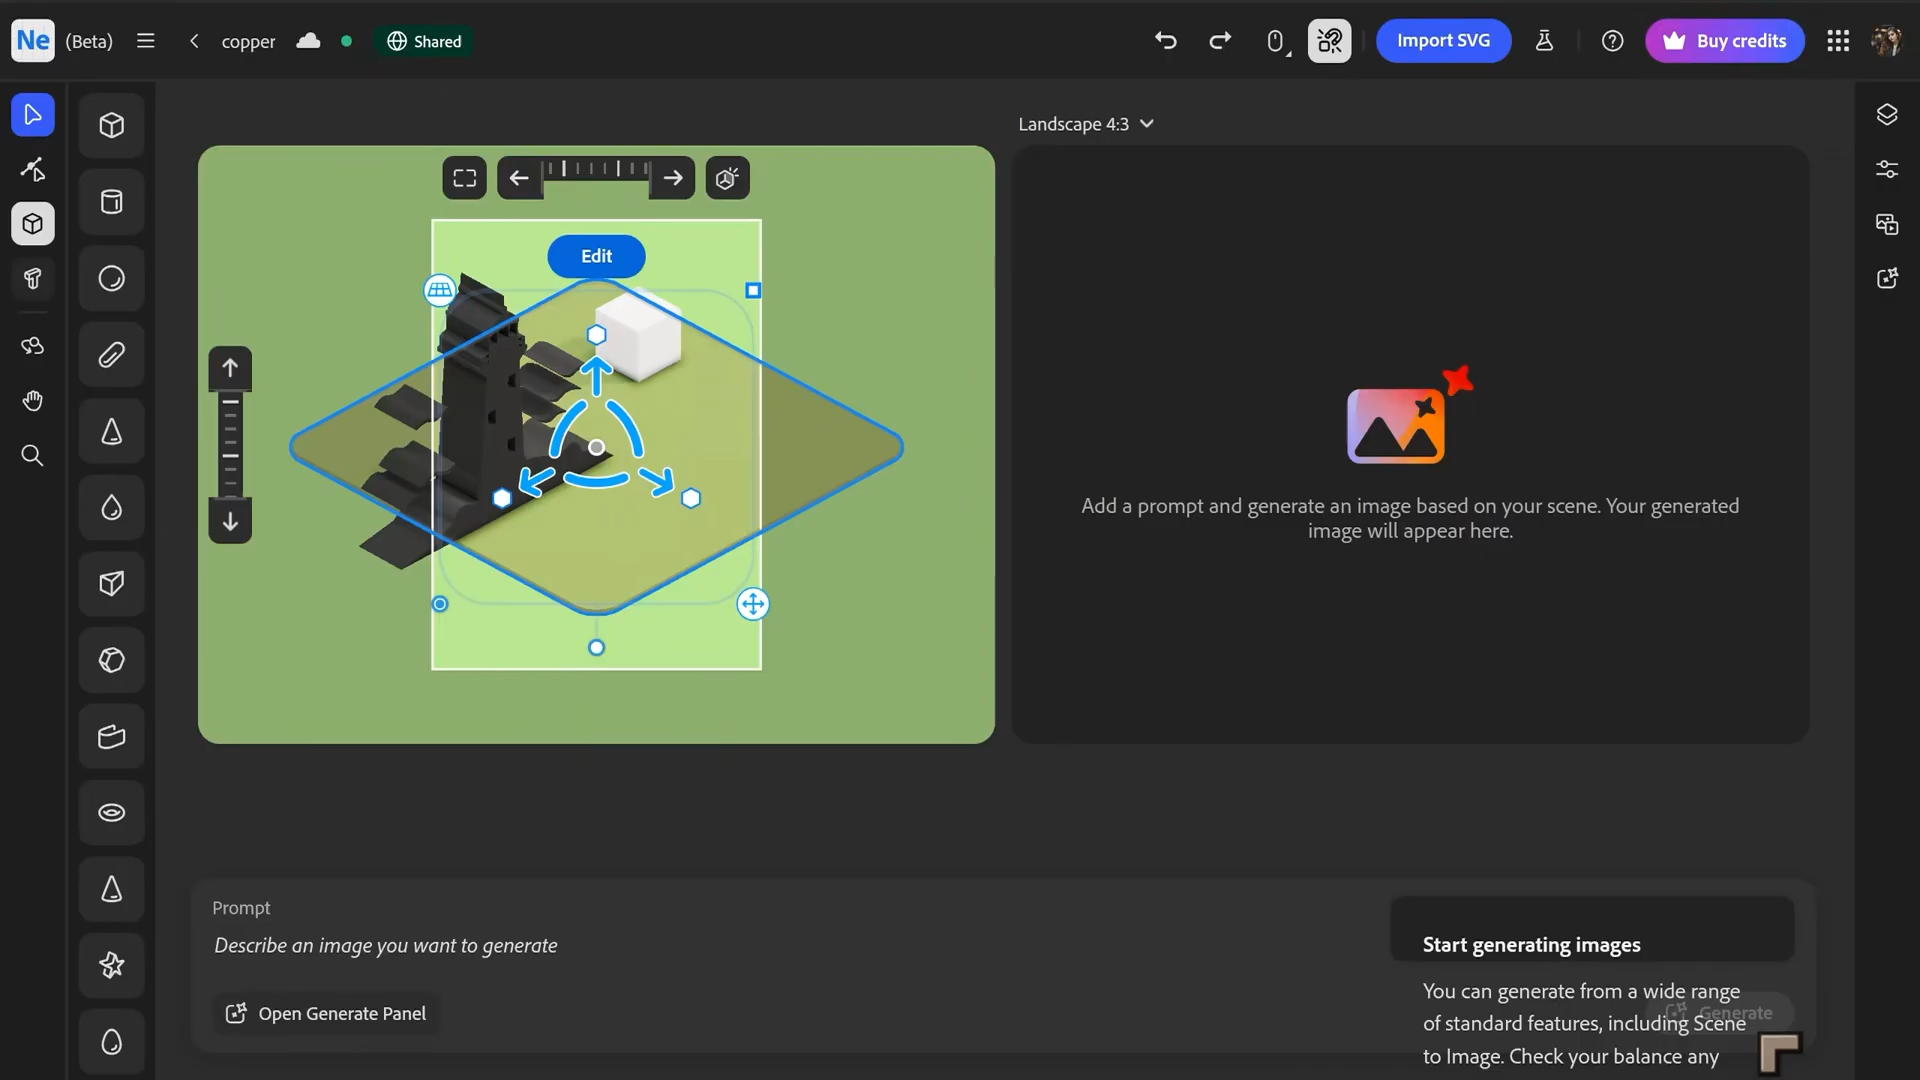 Ne (Beta) copper Shared Import SVG Buy credits
Landscape 4:3
Edit
Add a prompt and generate an image based on your scene. Your generated
image will appear here.
Prompt
Describe an image you want to generate
Open Generate Panel
Start generating images
You can generate from a wide range
of standard features, including Scene
to Image. Check your balance any
Generate